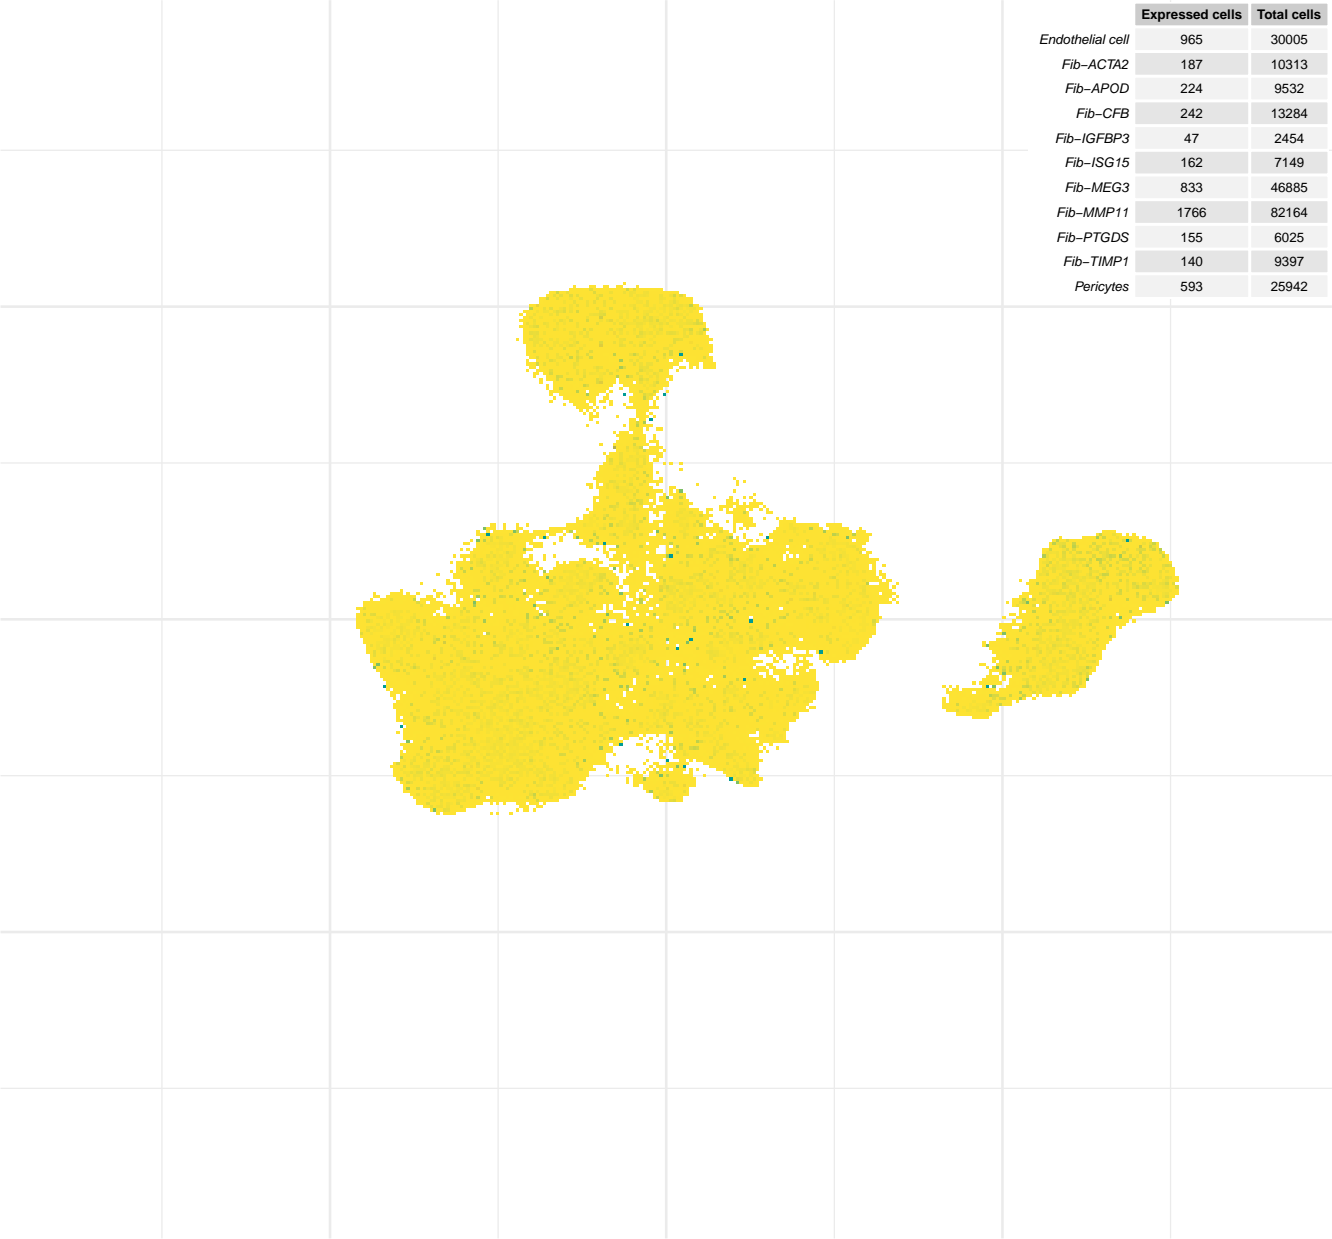 Expressed cells Total cells
Endothelial cell 965 30005
Fib−ACTA2 187 10313
Fib−APOD 224 9532
Fib−CFB 242 13284
Fib−IGFBP3 47 2454
Fib−ISG15 162 7149
Fib−MEG3 833 46885
Fib−MMP11 1766 82164
Fib−PTGDS 155 6025
Fib−TIMP1 140 9397
Pericytes 593 25942